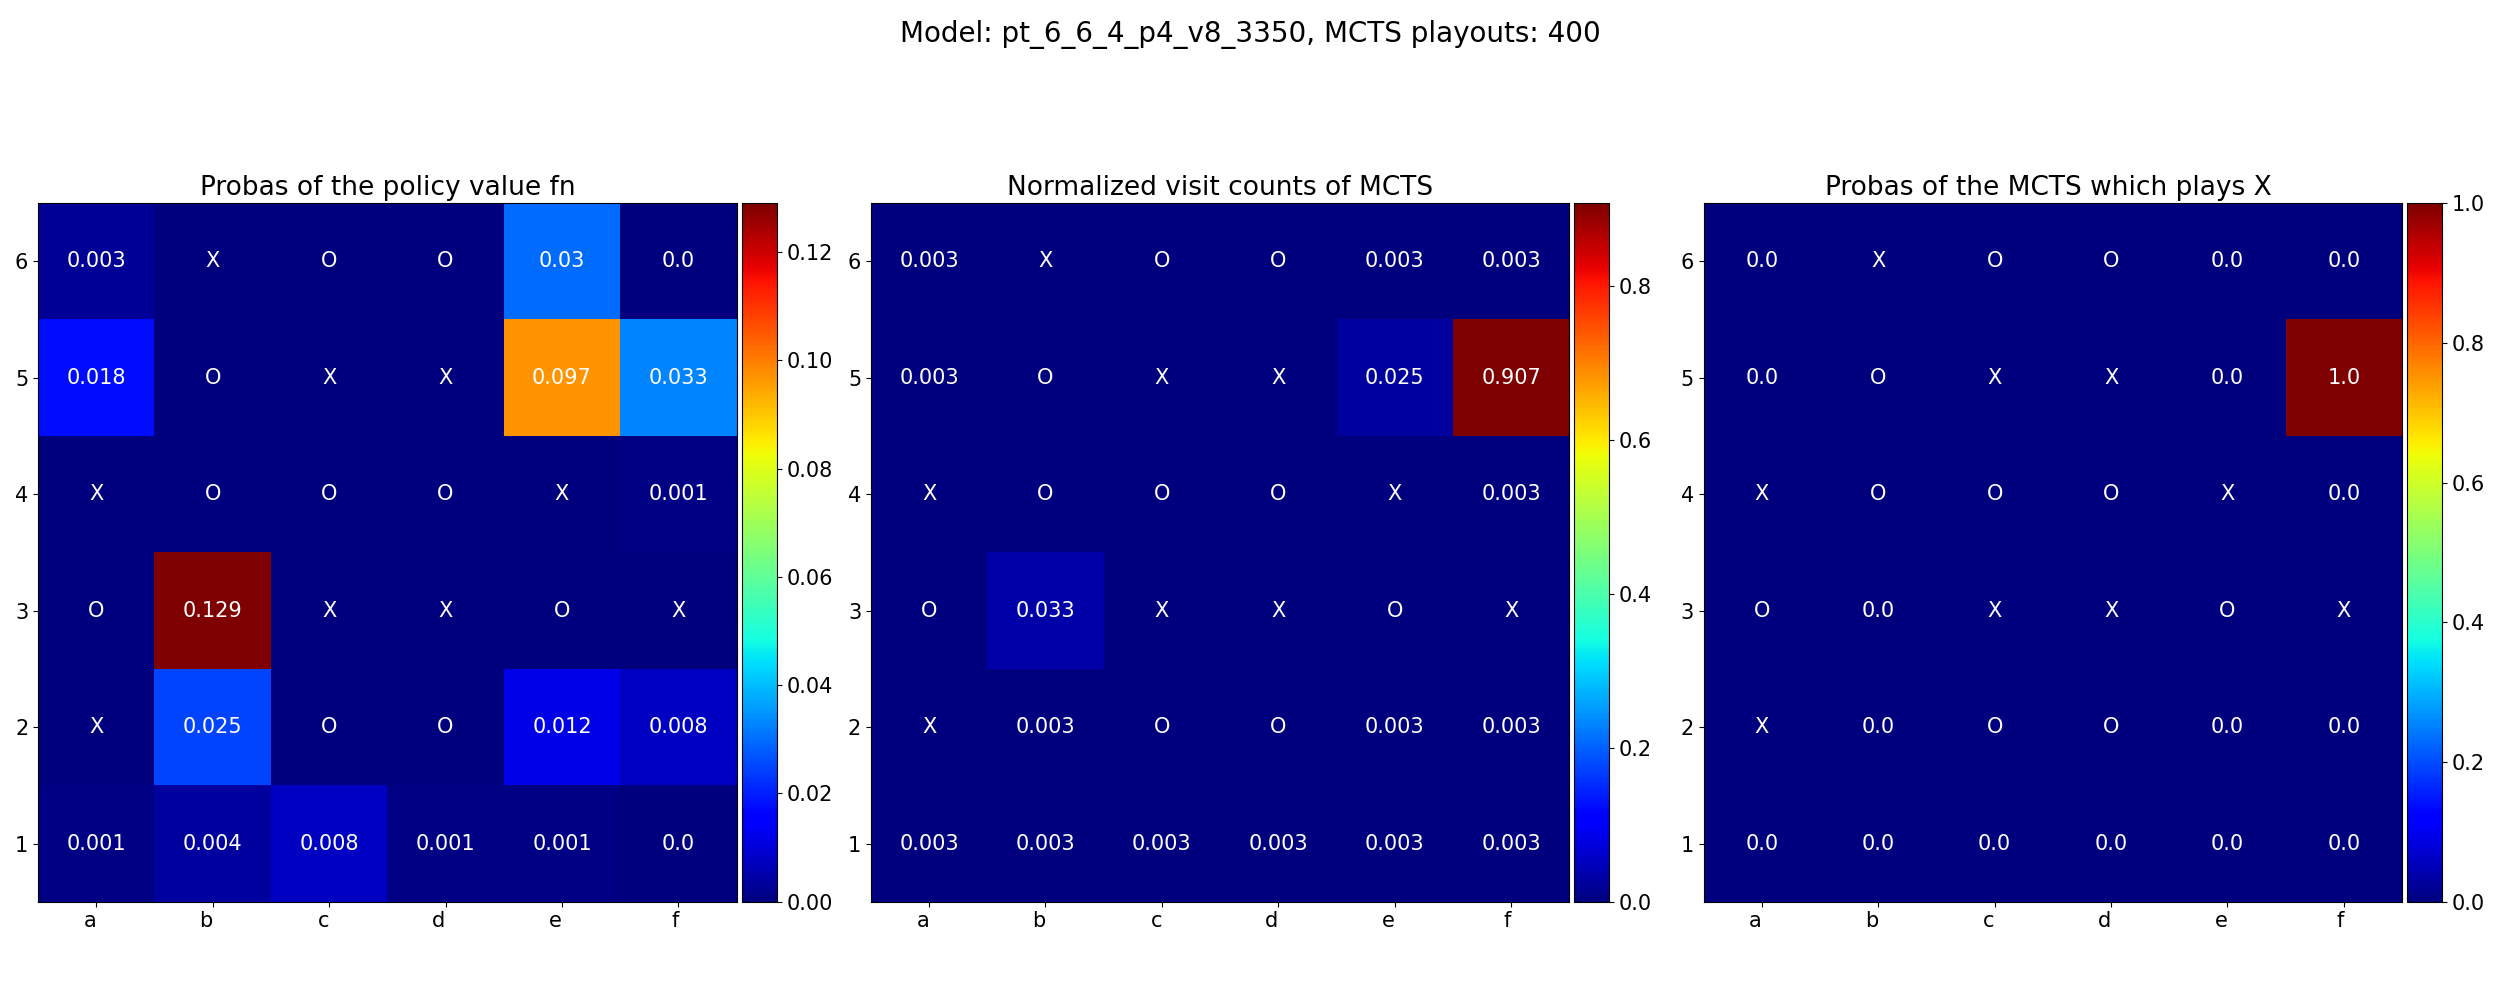 Model: pt_6_6_4_p4_v8_3350, MCTS playouts: 400
Probas of the policy value fn
6 0.003 X O O 0.03 0.0
5 0.018 O X X 0.097 0.033
4 X O O O X 0.001
3 O 0.129 X X O X
2 X 0.025 O O 0.012 0.008
1 0.001 0.004 0.008 0.001 0.001 0.0
a b c d e f
0.12
0.10
0.08
0.06
0.04
0.02
0.00
Normalized visit counts of MCTS
6 0.003 X O O 0.003 0.003
5 0.003 O X X 0.025 0.907
4 X O O O X 0.003
3 O 0.033 X X O X
2 X 0.003 O O 0.003 0.003
1 0.003 0.003 0.003 0.003 0.003 0.003
a b c d e f
0.8
0.6
0.4
0.2
0.0
Probas of the MCTS which plays X
6 0.0 X O O 0.0 0.0
5 0.0 O X X 0.0 1.0
4 X O O O X 0.0
3 O 0.0 X X O X
2 X 0.0 O O 0.0 0.0
1 0.0 0.0 0.0 0.0 0.0 0.0
a b c d e f
1.0
0.8
0.6
0.4
0.2
0.0